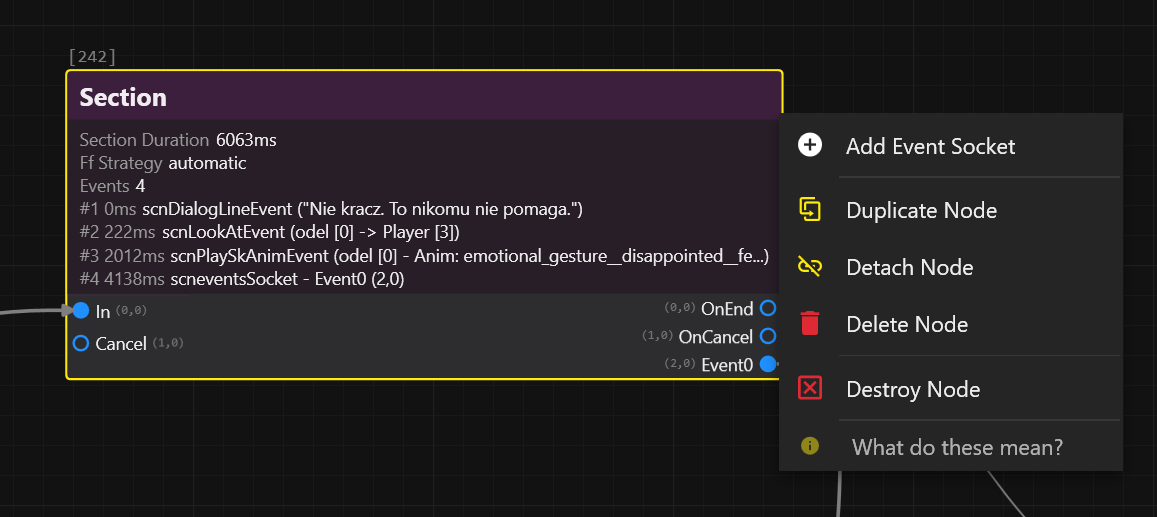 [242]
Section
Section Duration 6063ms
Ff Strategy automatic
Events 4
#1 0ms scnDialogLineEvent ("Nie kracz. To nikomu nie pomaga.")
#2 222ms scnLookAtEvent (odel [0] -> Player [3])
#3 2012ms scnPlaySkAnimEvent (odel [0] - Anim: emotional_gesture__disappointed__fe...)
#4 4138ms scneventsSocket - Event0 (2,0)
In (0,0)
Cancel (1,0)
(0,0) OnEnd
(1,0) OnCancel
(2,0) Event0
Add Event Socket
Duplicate Node
Detach Node
Delete Node
Destroy Node
What do these mean?